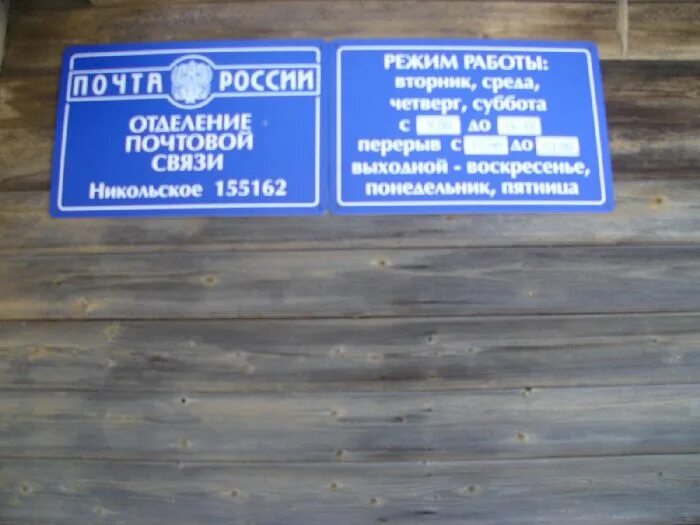 ПОЧТА РОССИИ
ОТДЕЛЕНИЕ
ПОЧТОВОЙ
СВЯЗИ
Никольское 155162
РЕЖИМ РАБОТЫ:
вторник, среда,
четверг, суббота
с до
перерыв с до
выходной - воскресенье,
понедельник, пятница